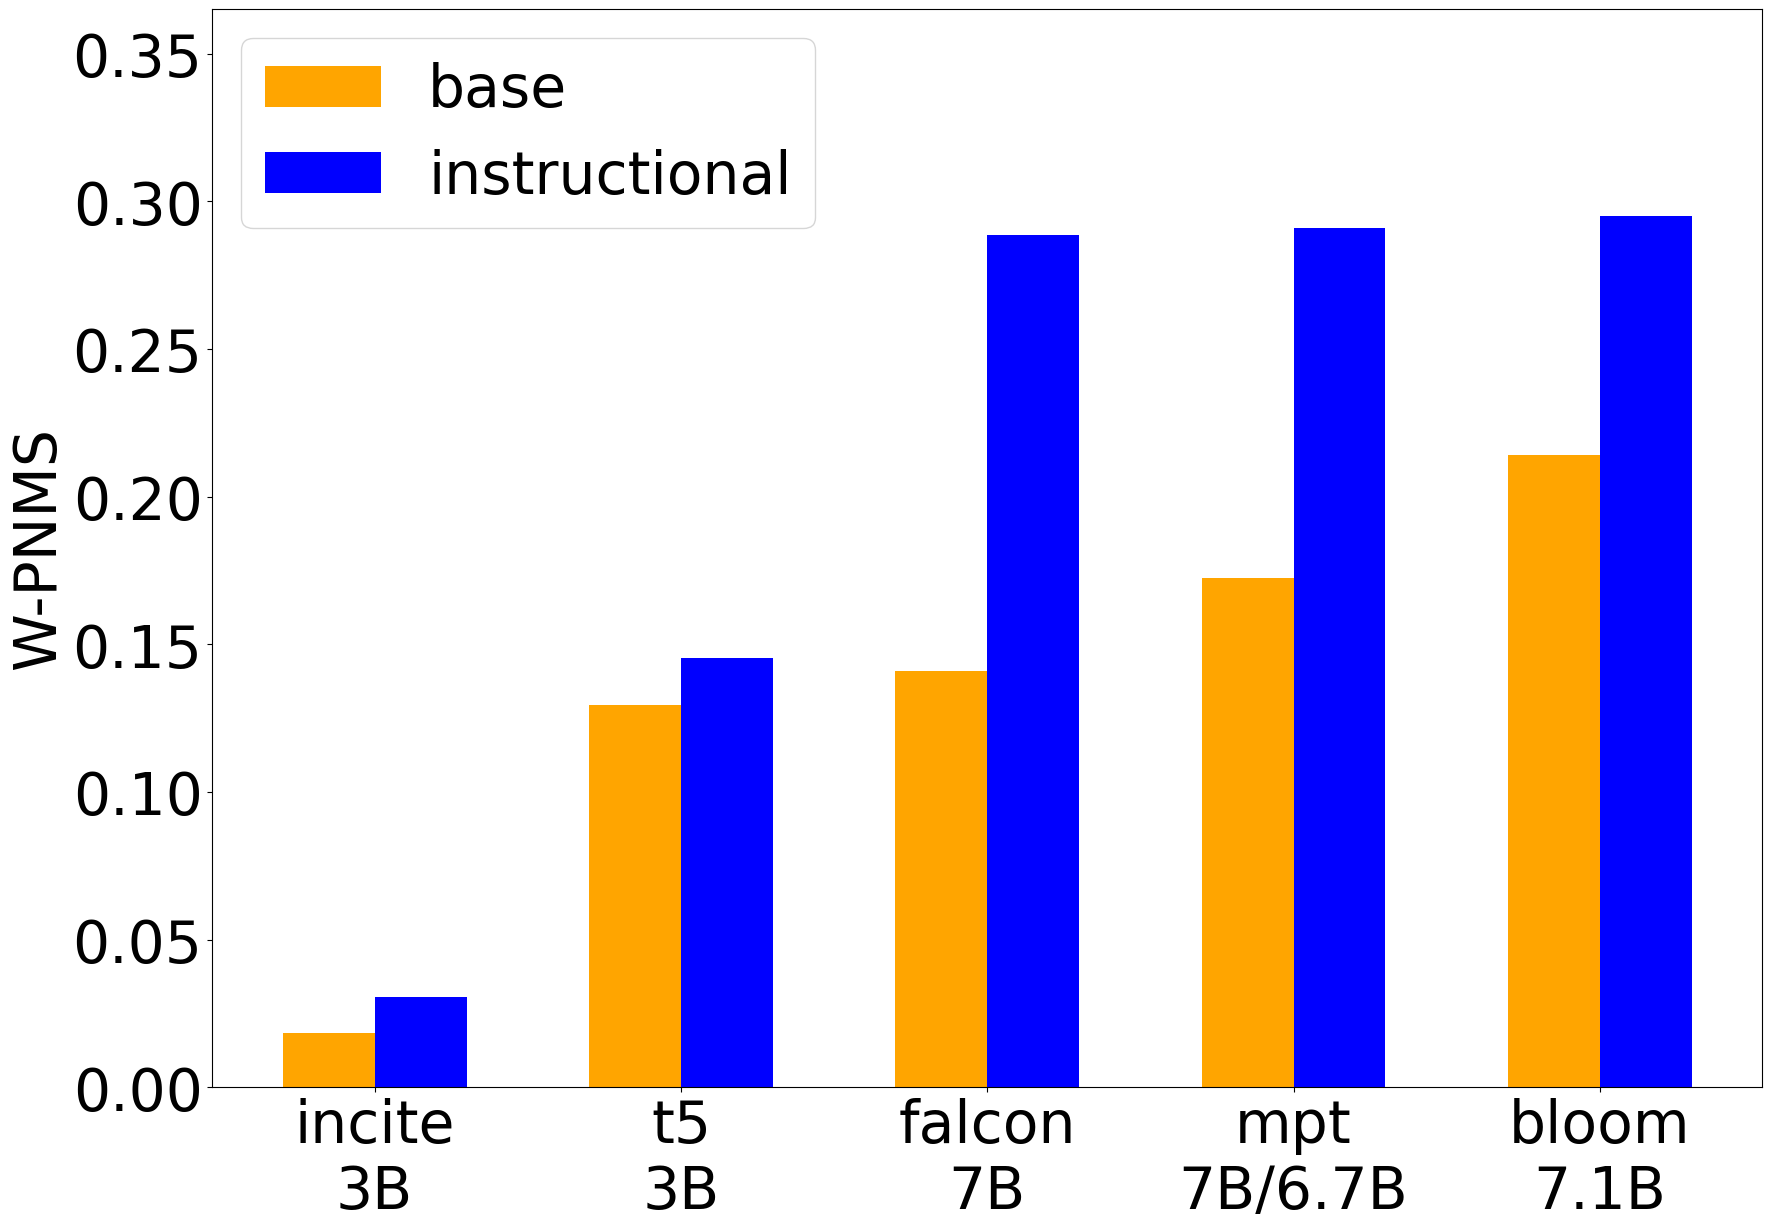 base
instructional
W-PNMS
0.35
0.30
0.25
0.20
0.15
0.10
0.05
0.00
incite t5 falcon mpt bloom
3B 3B 7B 7B/6.7B 7.1B